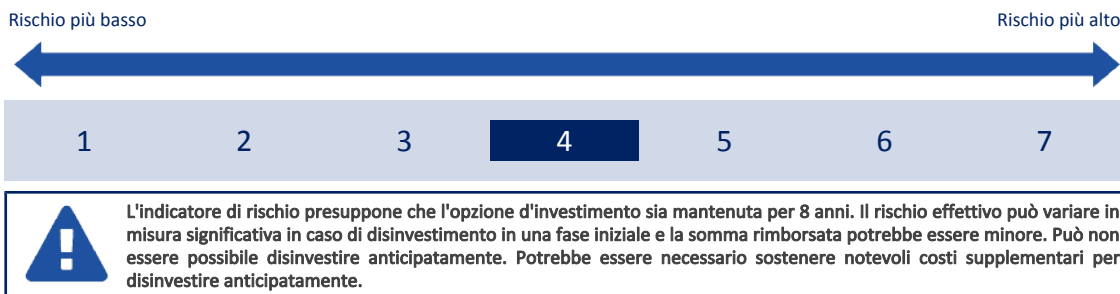 Rischio più basso Rischio più alto
1 2 3 4 5 6 7
L'indicatore di rischio presuppone che l'opzione d'investimento sia mantenuta per 8 anni. Il rischio effettivo può variare in
misura significativa in caso di disinvestimento in una fase iniziale e la somma rimborsata potrebbe essere minore. Può non
essere possibile disinvestire anticipatamente. Potrebbe essere necessario sostenere notevoli costi supplementari per
disinvestire anticipatamente.